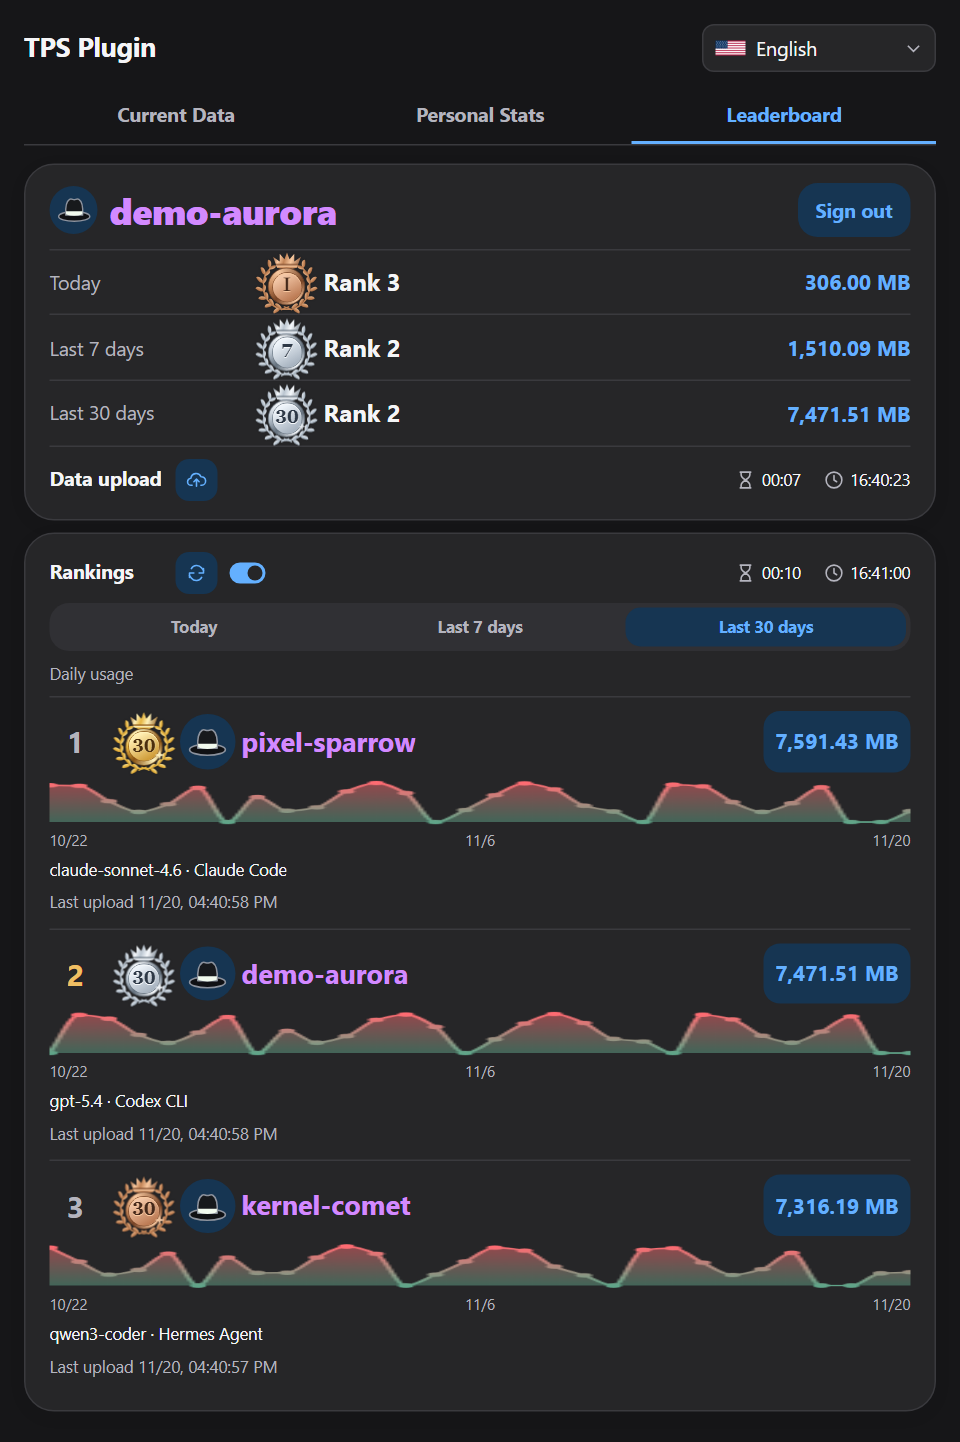 TPS Plugin
English
Current Data
Personal Stats
Leaderboard
demo-aurora
Sign out
Today
1
Rank 3
306.00 MB
Last 7 days
7
Rank 2
1,510.09 MB
Last 30 days
30
Rank 2
7,471.51 MB
Data upload
00:07
16:40:23
Rankings
00:10
16:41:00
Today
Last 7 days
Last 30 days
Daily usage
1
30
pixel-sparrow
7,591.43 MB
10/22
11/6
11/20
claude-sonnet-4.6 · Claude Code
Last upload 11/20, 04:40:58 PM
2
30
demo-aurora
7,471.51 MB
10/22
11/6
11/20
gpt-5.4 · Codex CLI
Last upload 11/20, 04:40:58 PM
3
30
kernel-comet
7,316.19 MB
10/22
11/6
11/20
qwen3-coder · Hermes Agent
Last upload 11/20, 04:40:57 PM